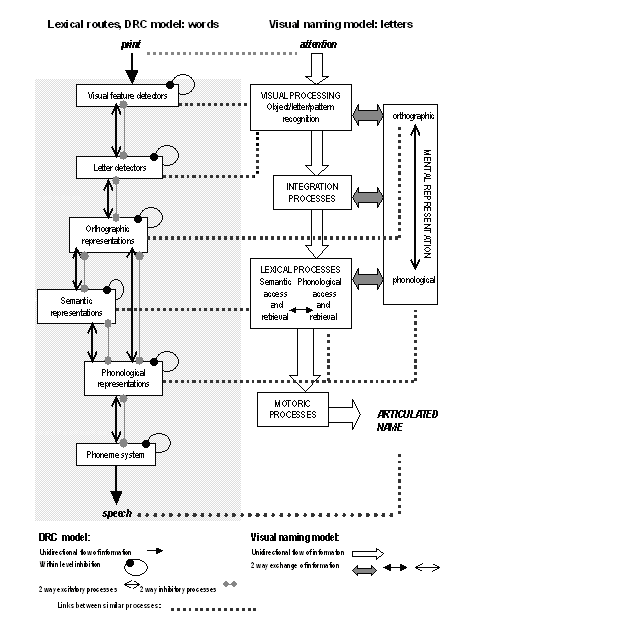 Lexical routes, DRC model: words
Visual naming model: letters
print
attention
Visual feature detectors
Letter detectors
Orthographic
representations
Semantic
representations
Phonological
representations
Phoneme system
speech
VISUAL PROCESSING
Object/letter/pattern
recognition
INTEGRATION
PROCESSES
LEXICAL PROCESSES
Semantic Phonological
access access
and and
retrieval retrieval
MOTORIC
PROCESSES
ARTICULATED
NAME
orthographic
MENTAL REPRESENTATION
phonological
DRC model:
Unidirectional flow of information
Within level inhibition
2 way excitatory processes
2 way inhibitory processes
Visual naming model:
Unidirectional flow of information
2 way exchange of information
Links between similar processes: